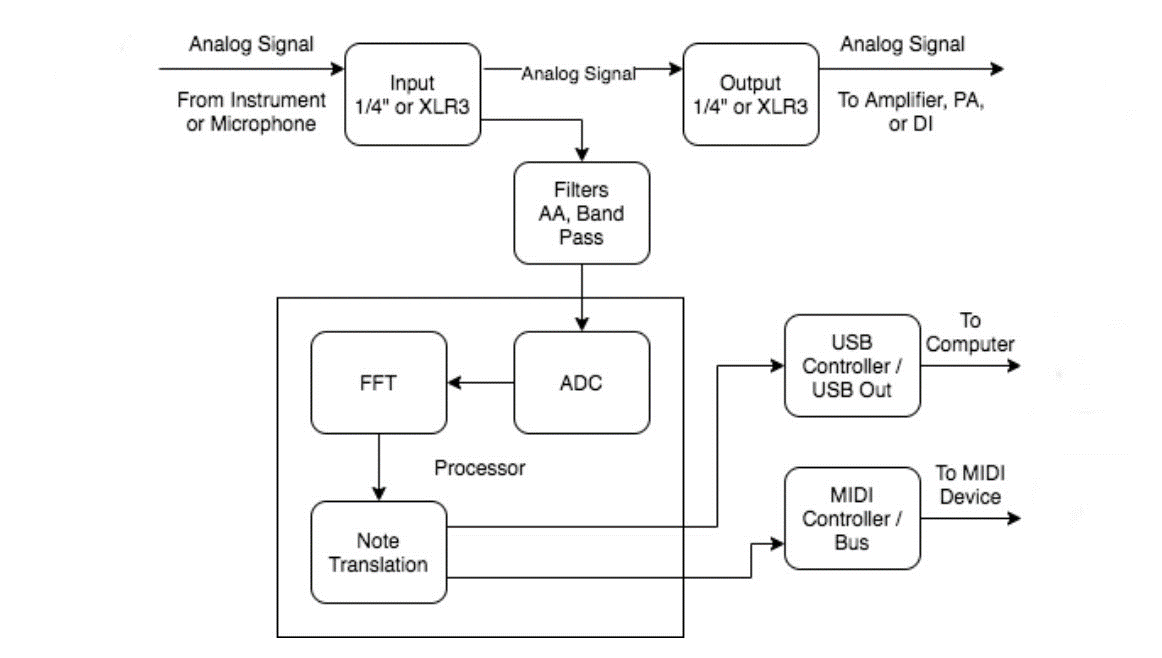 Analog Signal
From Instrument
or Microphone
Input
1/4" or XLR3
Analog Signal
Output
1/4" or XLR3
Analog Signal
To Amplifier, PA,
or DI
Filters
AA, Band
Pass
FFT
ADC
Processor
Note
Translation
USB
Controller /
USB Out
To
Computer
MIDI
Controller /
Bus
To MIDI
Device